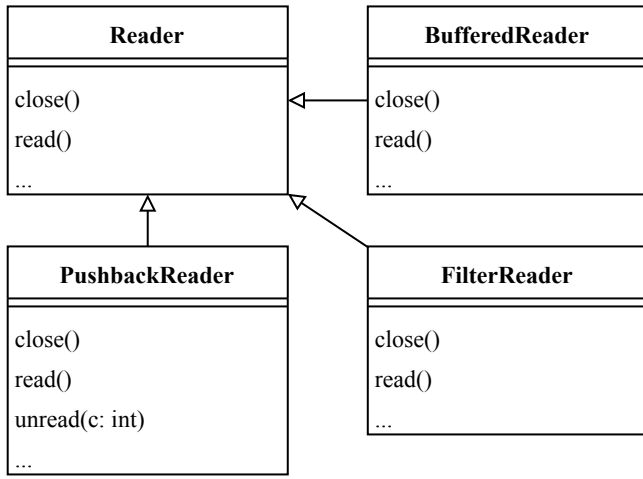 Reader
close()
read()
...
BufferedReader
close()
read()
...
PushbackReader
close()
read()
unread(c: int)
...
FilterReader
close()
read()
...